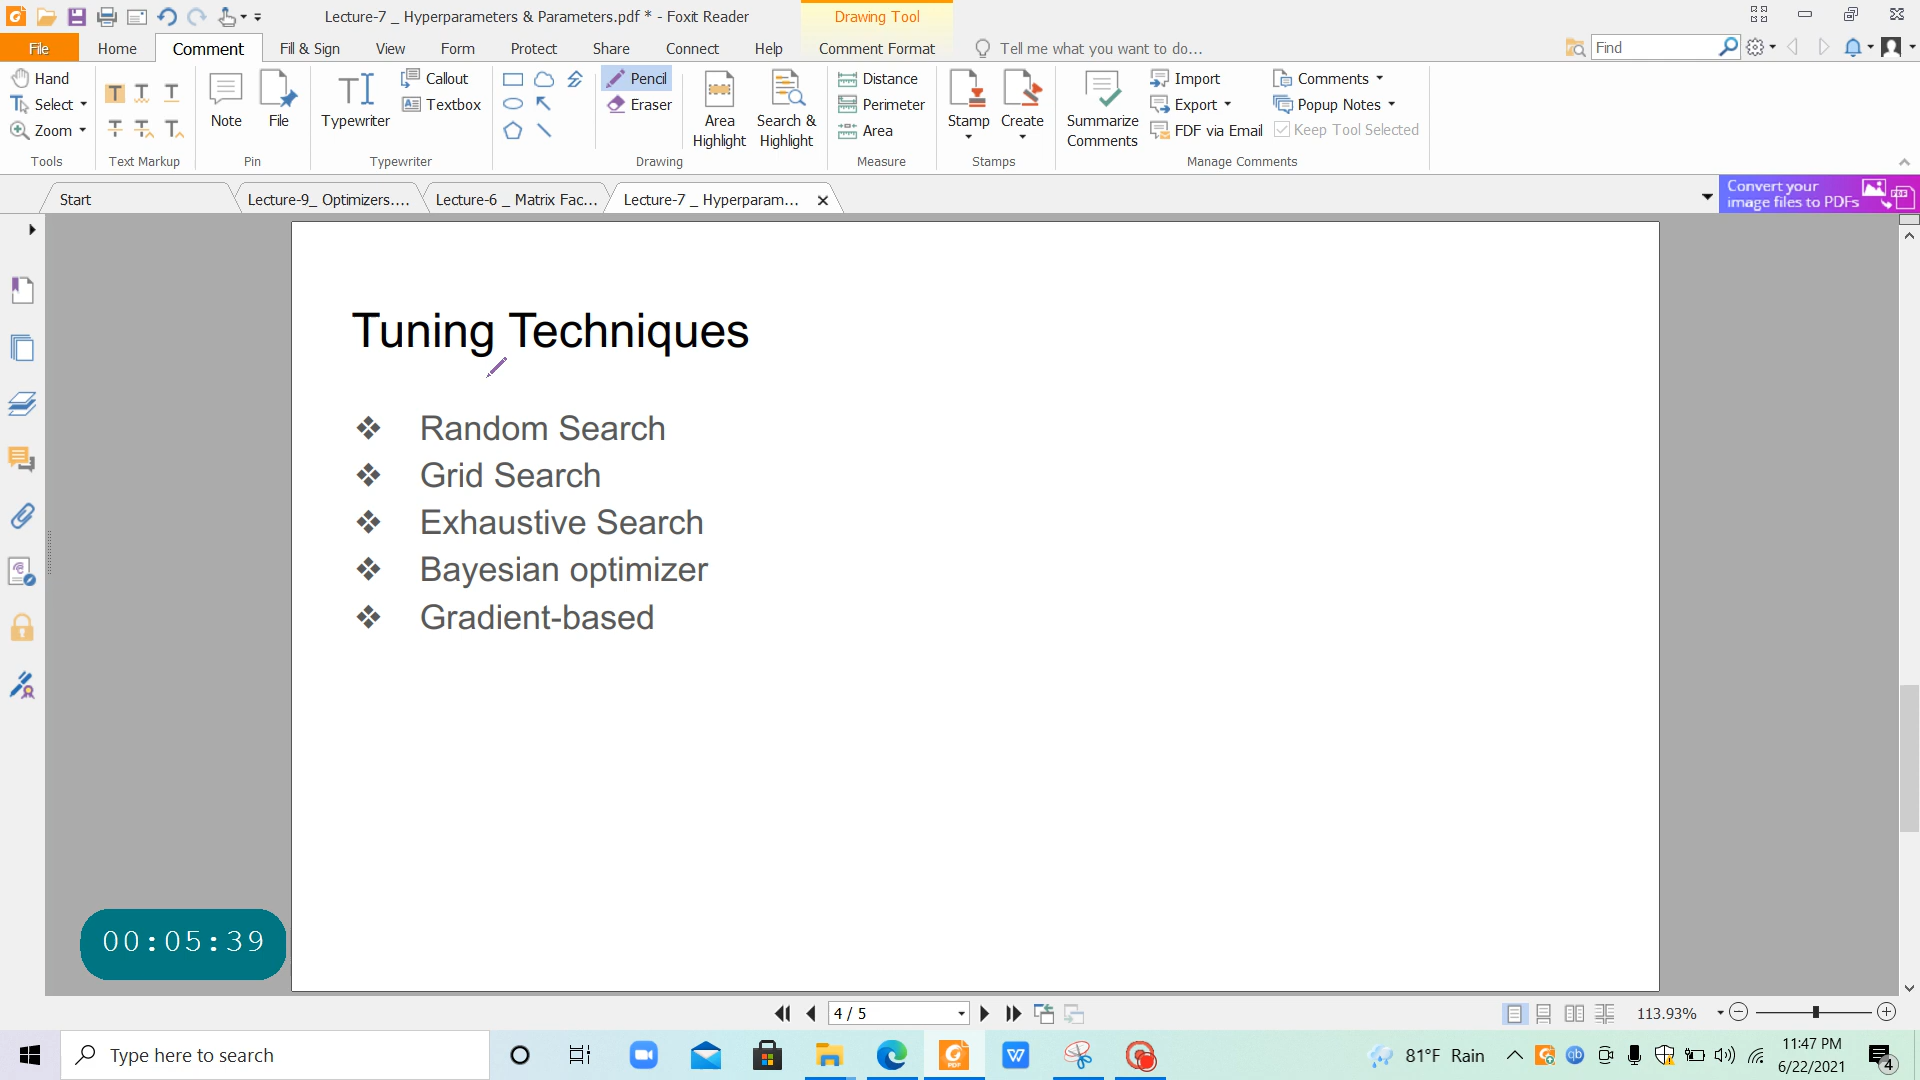 Lecture-7 _ Hyperparameters & Parameters.pdf * - Foxit Reader
Drawing Tool
File
Home
Comment
Fill & Sign
View
Form
Protect
Share
Connect
Help
Comment Format
Tell me what you want to do...
Find
Hand
Select
Zoom
Tools
Text Markup
Note
File
Pin
Typewriter
Callout
Textbox
Typewriter
Pencil
Eraser
Area Highlight
Search & Highlight
Drawing
Distance
Perimeter
Area
Measure
Stamp
Create
Stamps
Summarize Comments
Import
Export
FDF via Email
Comments
Popup Notes
Keep Tool Selected
Manage Comments
Start
Lecture-9_ Optimizers....
Lecture-6 _ Matrix Fac...
Lecture-7 _ Hyperparam...
Convert your
image files to PDFs
Tuning Techniques
❖ Random Search
❖ Grid Search
❖ Exhaustive Search
❖ Bayesian optimizer
❖ Gradient-based
00:05:39
4 / 5
113.93%
Type here to search
81°F Rain
11:47 PM
6/22/2021
4